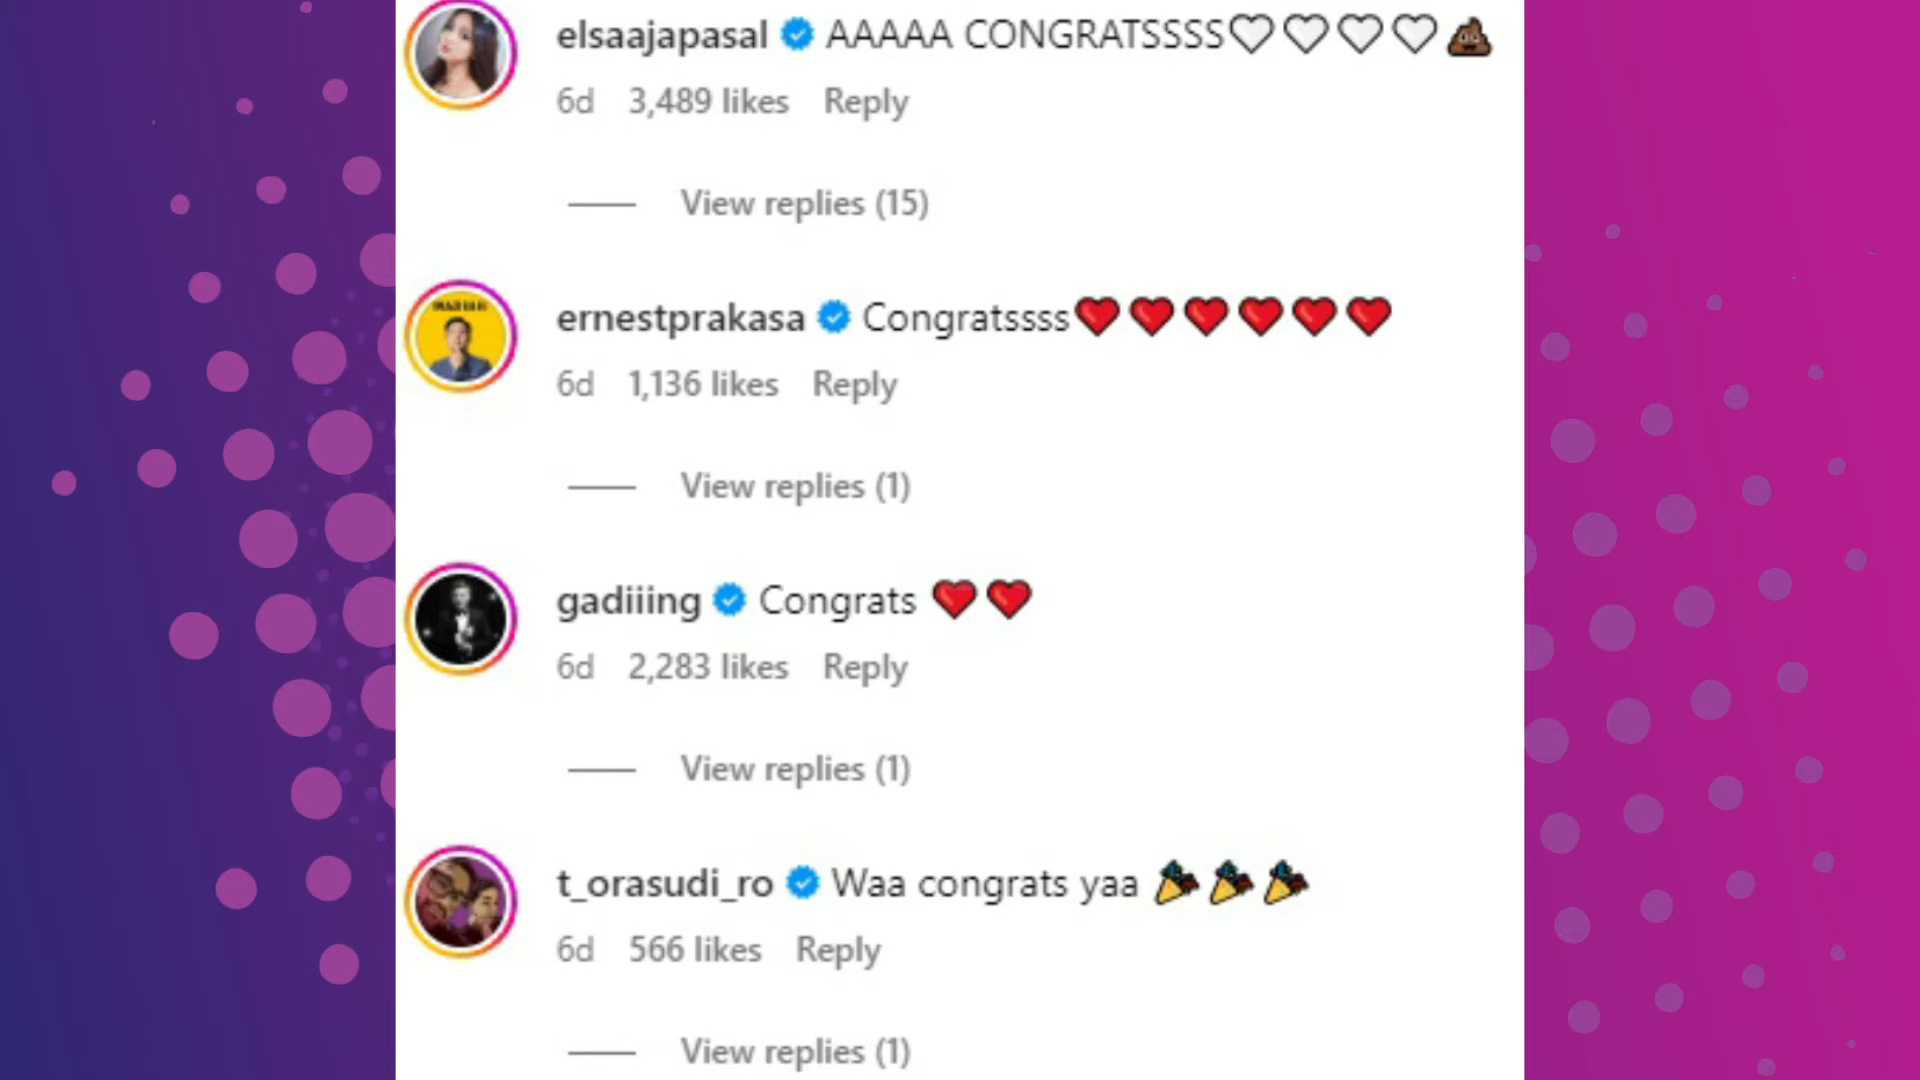 elsaajapasal AAAAA CONGRATSSSS🤍🤍🤍🤍💩
6d 3,489 likes Reply
View replies (15)
ernestprakasa Congratssss❤️❤️❤️❤️❤️❤️
6d 1,136 likes Reply
View replies (1)
gadiiing Congrats ❤️❤️
6d 2,283 likes Reply
View replies (1)
t_orasudi_ro Waa congrats yaa 🎉🎉🎉
6d 566 likes Reply
View replies (1)